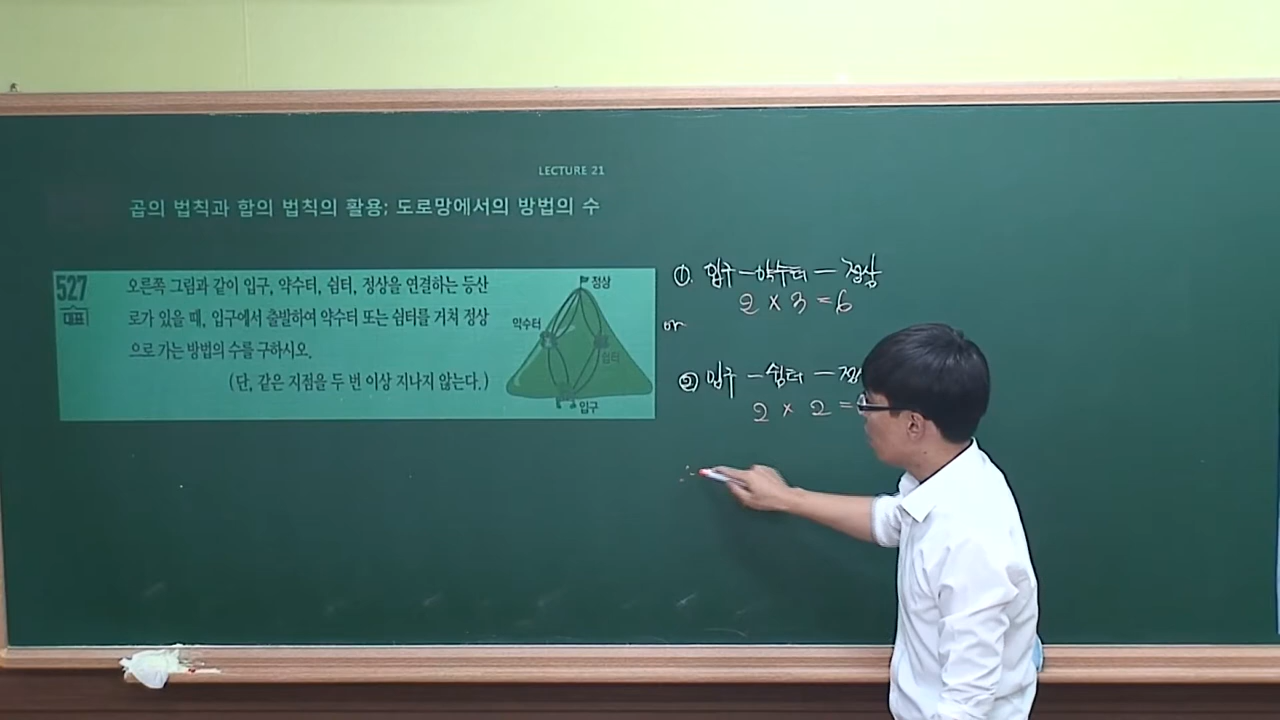 LECTURE 21
곱의 법칙과 합의 법칙의 활용; 도로망에서의 방법의 수
527
대표
오른쪽 그림과 같이 입구, 약수터, 쉼터, 정상을 연결하는 등산
로가 있을 때, 입구에서 출발하여 약수터 또는 쉼터를 거쳐 정상
으로 가는 방법의 수를 구하시오.
(단, 같은 지점을 두 번 이상 지나지 않는다.)
정상
약수터
쉼터
입구
①. 입구 — 약수터 — 정상
2 × 3 = 6
or
② 입구 — 쉼터 —
2 × 2 =